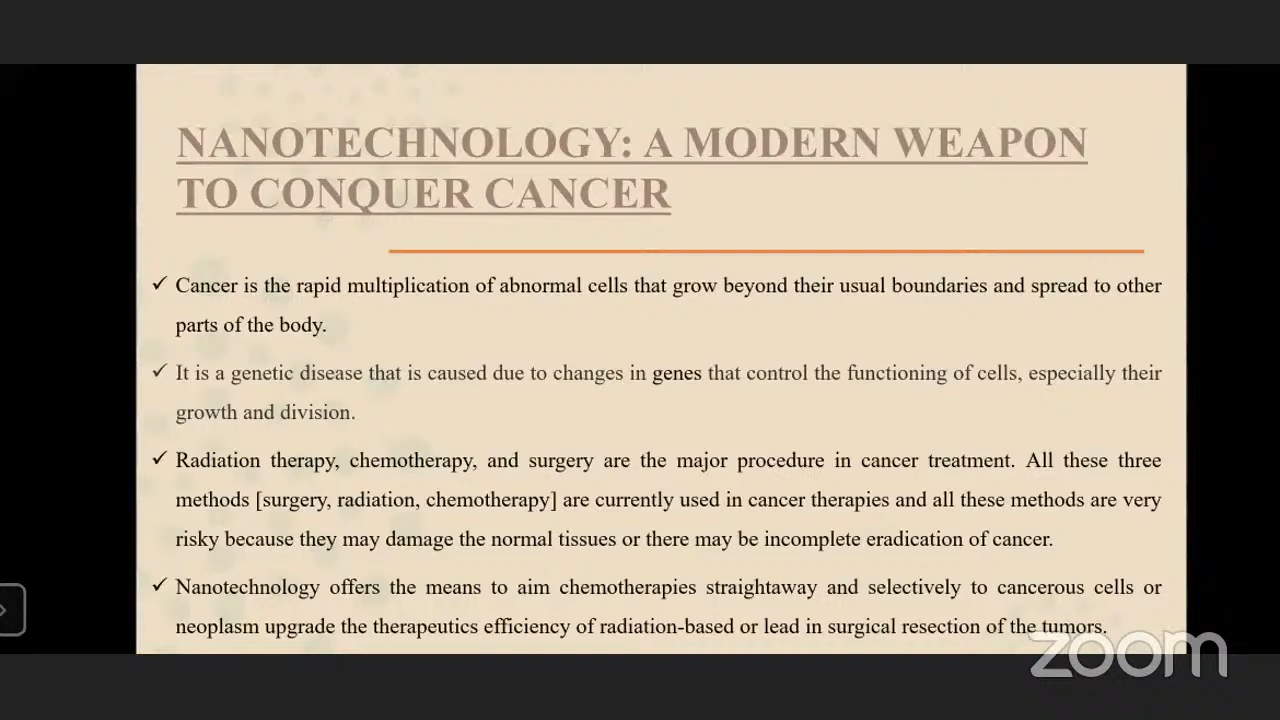 NANOTECHNOLOGY: A MODERN WEAPON
TO CONQUER CANCER
✓ Cancer is the rapid multiplication of abnormal cells that grow beyond their usual boundaries and spread to other
parts of the body.
✓ It is a genetic disease that is caused due to changes in genes that control the functioning of cells, especially their
growth and division.
✓ Radiation therapy, chemotherapy, and surgery are the major procedure in cancer treatment. All these three
methods [surgery, radiation, chemotherapy] are currently used in cancer therapies and all these methods are very
risky because they may damage the normal tissues or there may be incomplete eradication of cancer.
✓ Nanotechnology offers the means to aim chemotherapies straightaway and selectively to cancerous cells or
neoplasm upgrade the therapeutics efficiency of radiation-based or lead in surgical resection of the tumors.
zoom